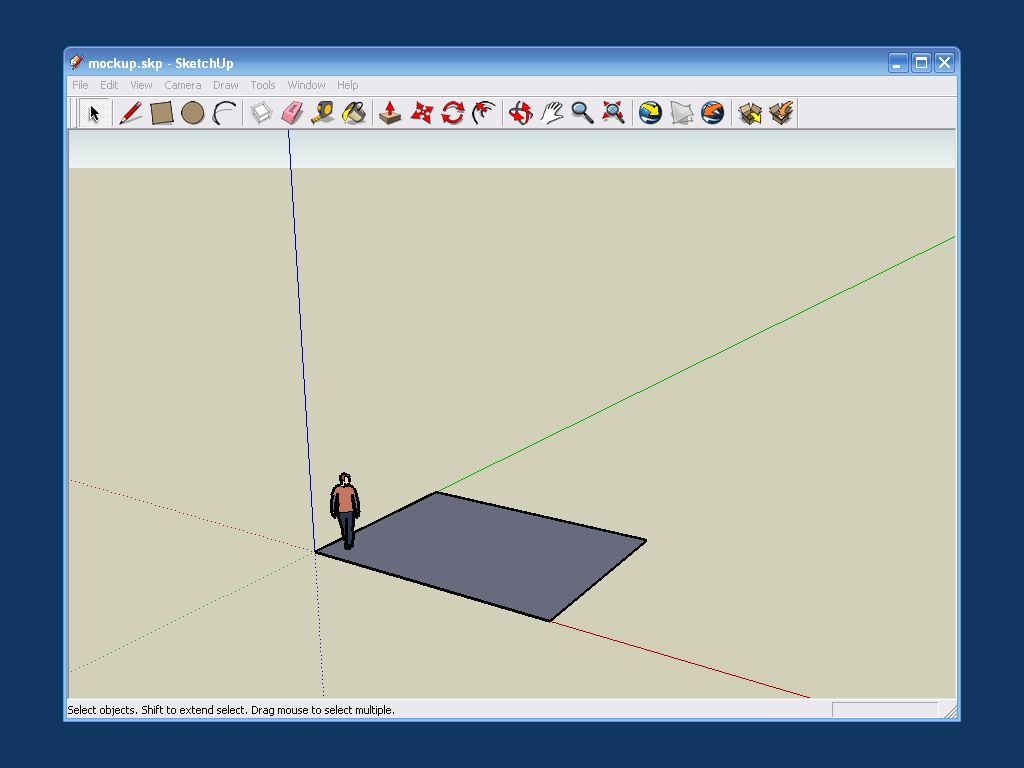 mockup.skp - SketchUp
File Edit View Camera Draw Tools Window Help
Select objects. Shift to extend select. Drag mouse to select multiple.